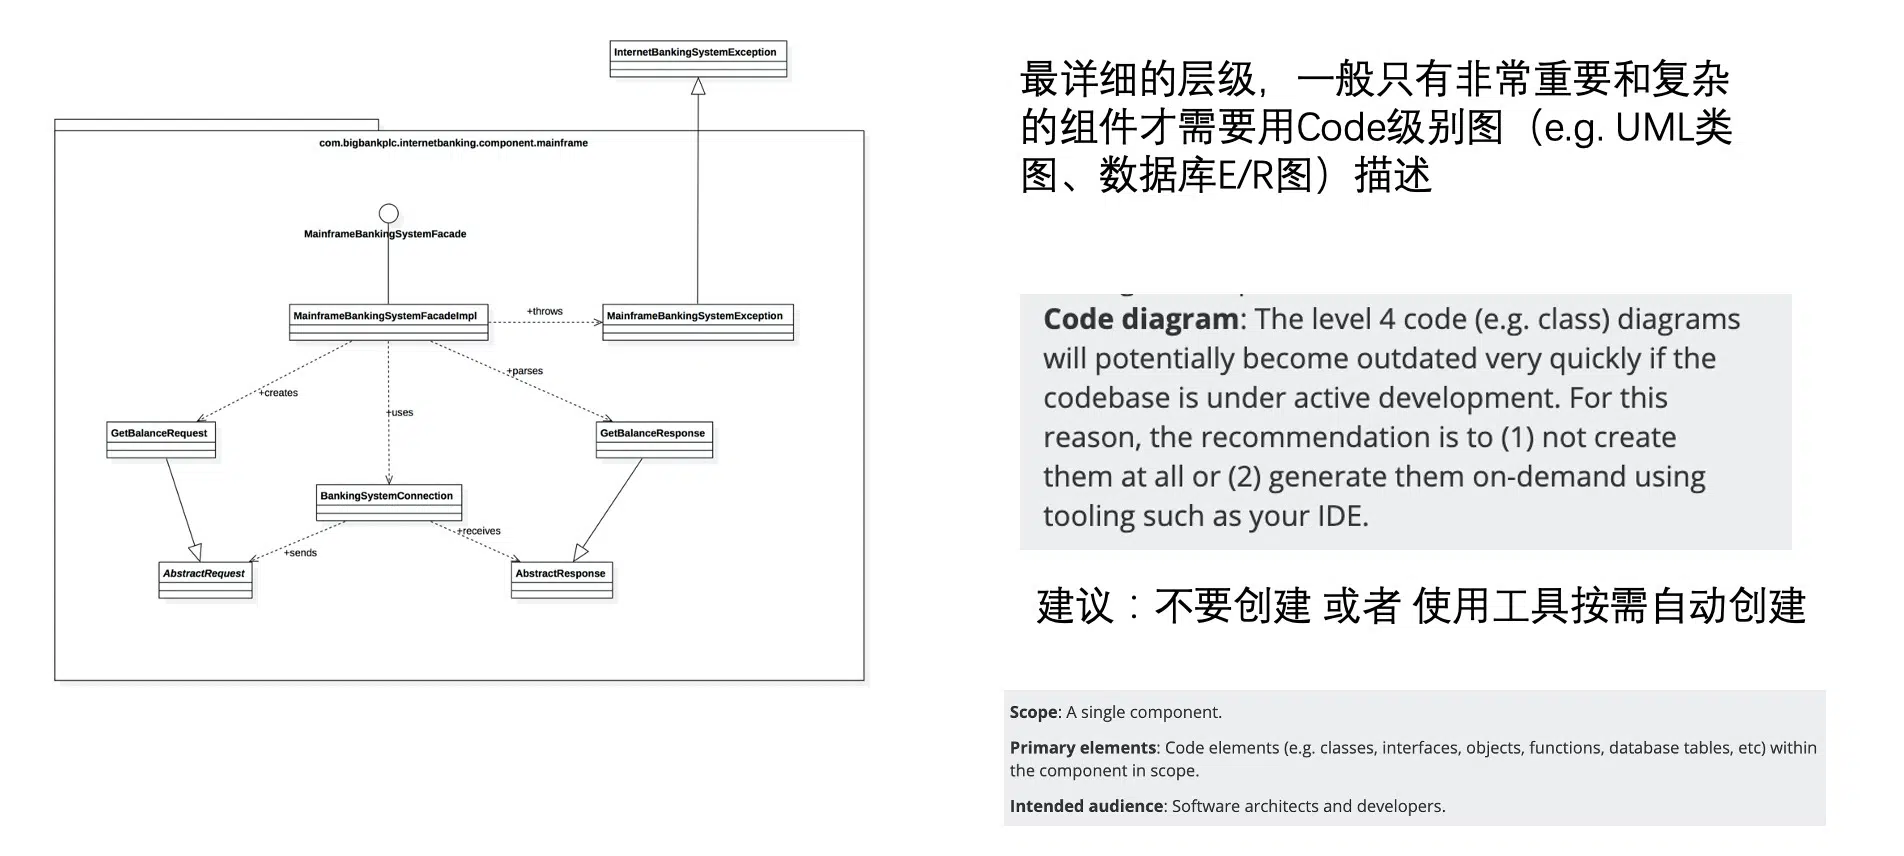 InternetBankingSystemException
com.bigbankplc.internetbanking.component.mainframe
MainframeBankingSystemFacade
MainframeBankingSystemFacadeImpl
+throws
MainframeBankingSystemException
+creates
+uses
+parses
GetBalanceRequest
GetBalanceResponse
BankingSystemConnection
+sends
+receives
AbstractRequest
AbstractResponse
最详细的层级，一般只有非常重要和复杂
的组件才需要用Code级别图（e.g. UML类
图、数据库E/R图）描述
Code diagram: The level 4 code (e.g. class) diagrams
will potentially become outdated very quickly if the
codebase is under active development. For this
reason, the recommendation is to (1) not create
them at all or (2) generate them on-demand using
tooling such as your IDE.
建议：不要创建 或者 使用工具按需自动创建
Scope: A single component.
Primary elements: Code elements (e.g. classes, interfaces, objects, functions, database tables, etc) within
the component in scope.
Intended audience: Software architects and developers.